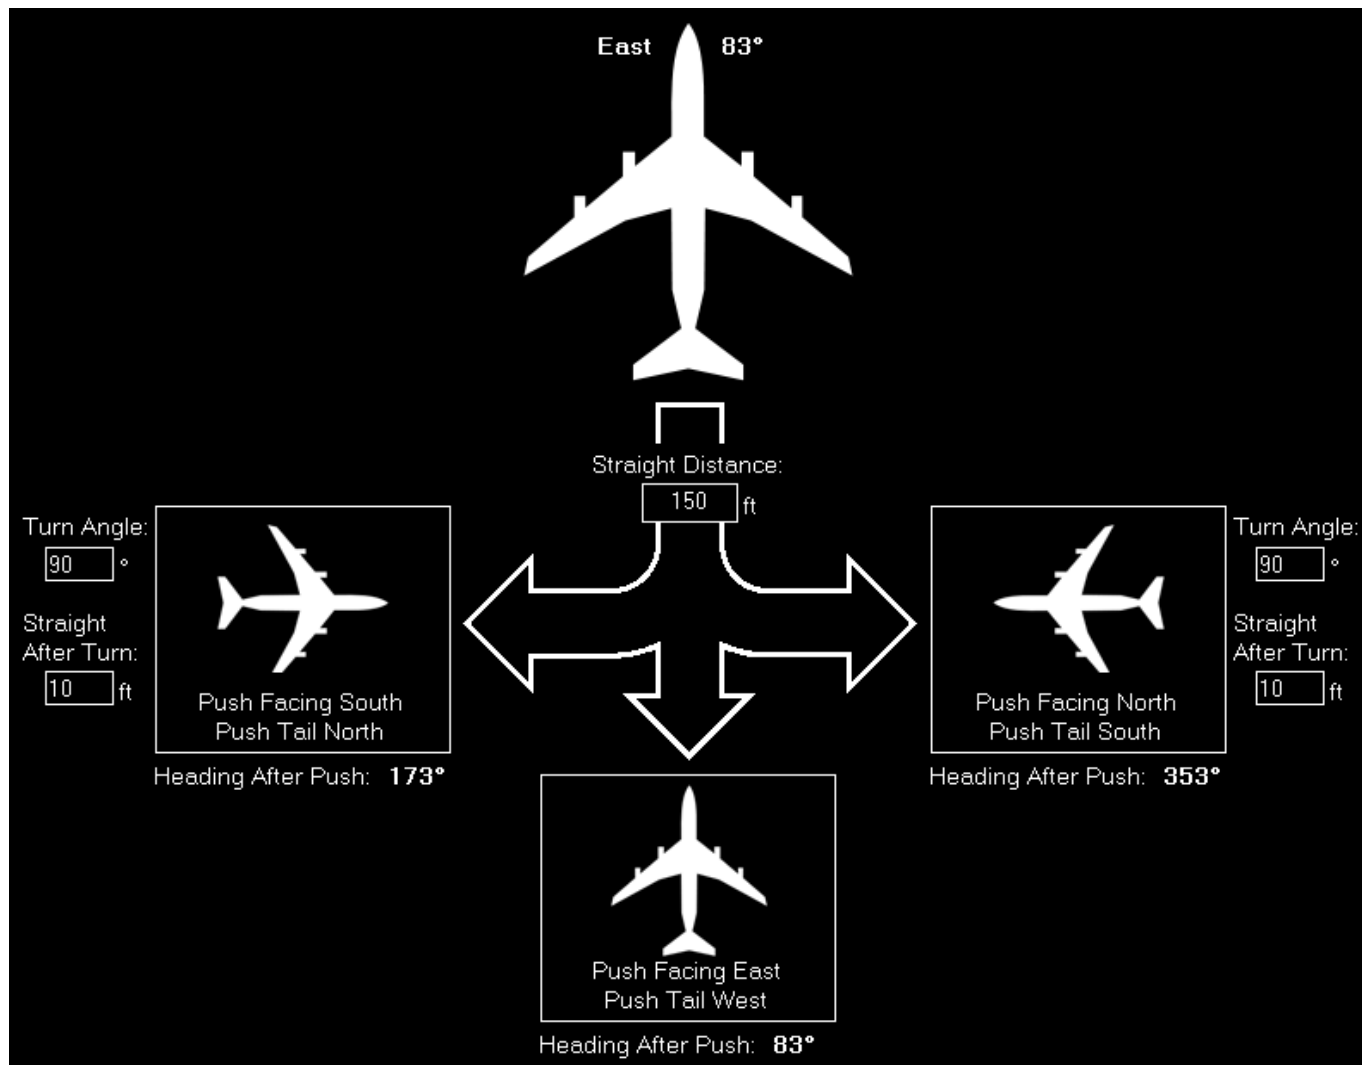 East 83°
Straight Distance:
150 ft
Turn Angle:
90 °
Straight
After Turn:
10 ft
Push Facing South
Push Tail North
Heading After Push: 173°
Turn Angle:
90 °
Straight
After Turn:
10 ft
Push Facing North
Push Tail South
Heading After Push: 353°
Push Facing East
Push Tail West
Heading After Push: 83°